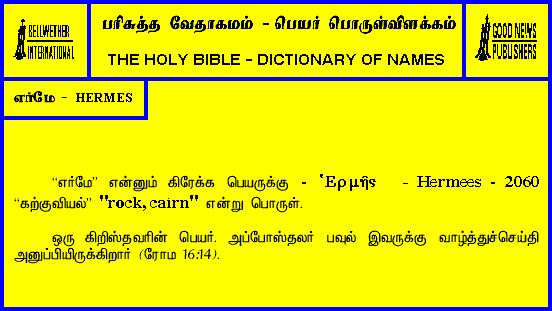 BELLWETHER
INTERNATIONAL
பரிசுத்த வேதாகமம் - பெயர் பொருள்விளக்கம்
THE HOLY BIBLE - DICTIONARY OF NAMES
GOOD NEWS
PUBLISHERS
எர்மே - HERMES
“எர்மே” என்னும் கிரேக்க பெயருக்கு - Ἑρμῆς - Hermees - 2060
“கற்குவியல்” "rock, cairn" என்று பொருள்.
ஒரு கிறிஸ்தவரின் பெயர். அப்போஸ்தலர் பவுல் இவருக்கு வாழ்த்துச்செய்தி
அனுப்பியிருக்கிறார் (ரோம 16:14).